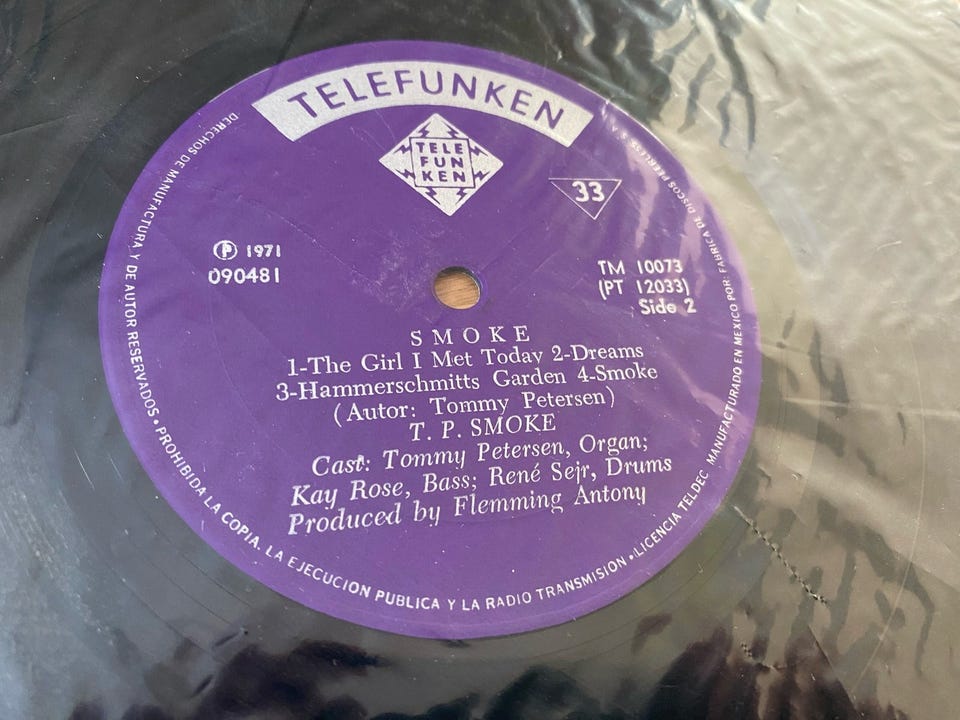 TELEFUNKEN
TELE
FUN
KEN
33
Ⓟ 1971
090481
TM 10073
(PT 12033)
Side 2
SMOKE
1-The Girl I Met Today 2-Dreams
3-Hammerschmitts Garden 4-Smoke
(Autor: Tommy Petersen)
T. P. SMOKE
Cast: Tommy Petersen, Organ;
Kay Rose, Bass; René Sejr, Drums
Produced by Flemming Antony
DERECHOS DE MANUFACTURA Y DE AUTOR RESERVADOS • PROHIBIDA LA COPIA. LA EJECUCION PUBLICA Y LA RADIO TRANSMISION • LICENCIA TELDEC MANUFACTURADO EN MEXICO POR: FABRICA DE DISCOS PEERLESS